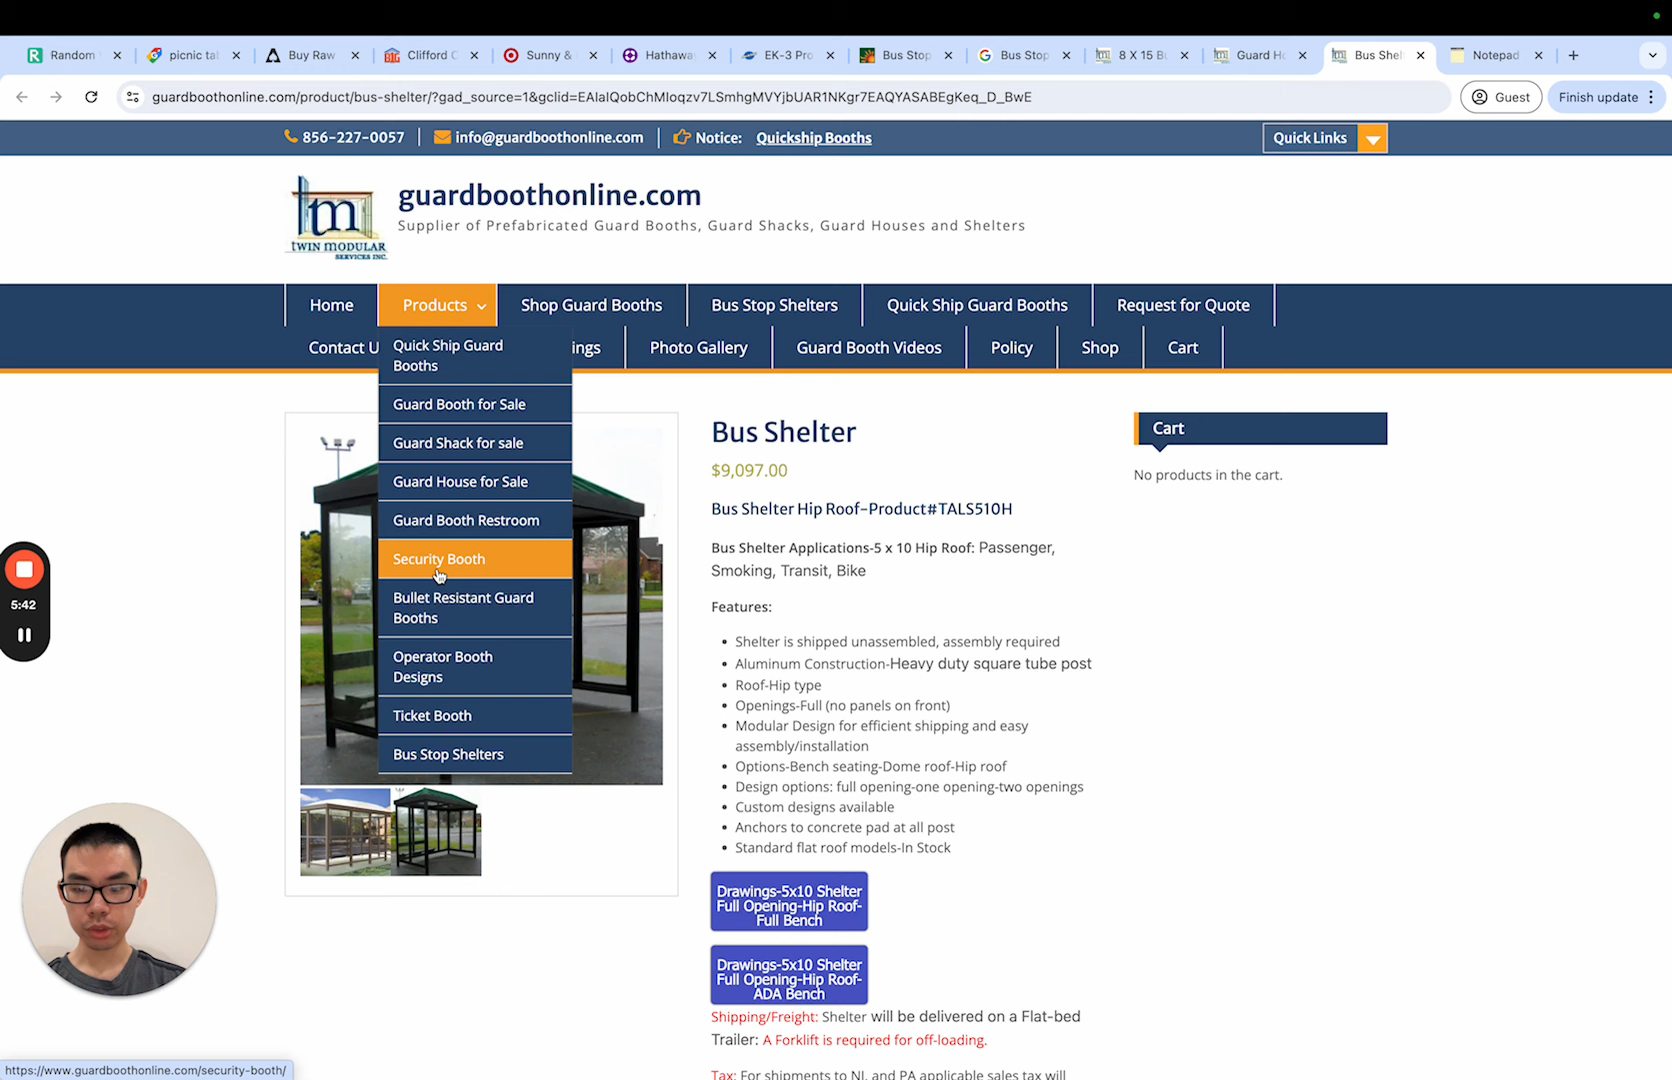 Random
picnic ta
Buy Raw
Clifford
Sunny &
Hathawa
EK-3 Pro
Bus Stop
Bus Stop
8 X 15 B
Guard H
Bus Shel
Notepad
guardboothonline.com/product/bus-shelter/?gad_source=1&gclid=EAIaIQobChMIoqzv7LSmhgMVYjbUAR1NKgr7EAQYASABEgKeq_D_BwE
Guest
Finish update
856-227-0057
info@guardboothonline.com
Notice:
Quickship Booths
Quick Links
tm
TWIN MODULAR
SERVICES INC.
guardboothonline.com
Supplier of Prefabricated Guard Booths, Guard Shacks, Guard Houses and Shelters
Home
Products
Shop Guard Booths
Bus Stop Shelters
Quick Ship Guard Booths
Request for Quote
Contact U
ings
Photo Gallery
Guard Booth Videos
Policy
Shop
Cart
Quick Ship Guard
Booths
Guard Booth for Sale
Guard Shack for sale
Guard House for Sale
Guard Booth Restroom
Security Booth
Bullet Resistant Guard
Booths
Operator Booth
Designs
Ticket Booth
Bus Stop Shelters
5:42
Bus Shelter
$9,097.00
Bus Shelter Hip Roof-Product#TALS510H
Bus Shelter Applications-5 x 10 Hip Roof: Passenger,
Smoking, Transit, Bike
Features:
Shelter is shipped unassembled, assembly required
Aluminum Construction-Heavy duty square tube post
Roof-Hip type
Openings-Full (no panels on front)
Modular Design for efficient shipping and easy
assembly/installation
Options-Bench seating-Dome roof-Hip roof
Design options: full opening-one opening-two openings
Custom designs available
Anchors to concrete pad at all post
Standard flat roof models-In Stock
Drawings-5x10 Shelter
Full Opening-Hip Roof-
Full Bench
Drawings-5x10 Shelter
Full Opening-Hip Roof-
ADA Bench
Shipping/Freight: Shelter will be delivered on a Flat-bed
Trailer: A Forklift is required for off-loading.
Tax: For shipments to NJ, and PA applicable sales tax will
Cart
No products in the cart.
https://www.guardboothonline.com/security-booth/